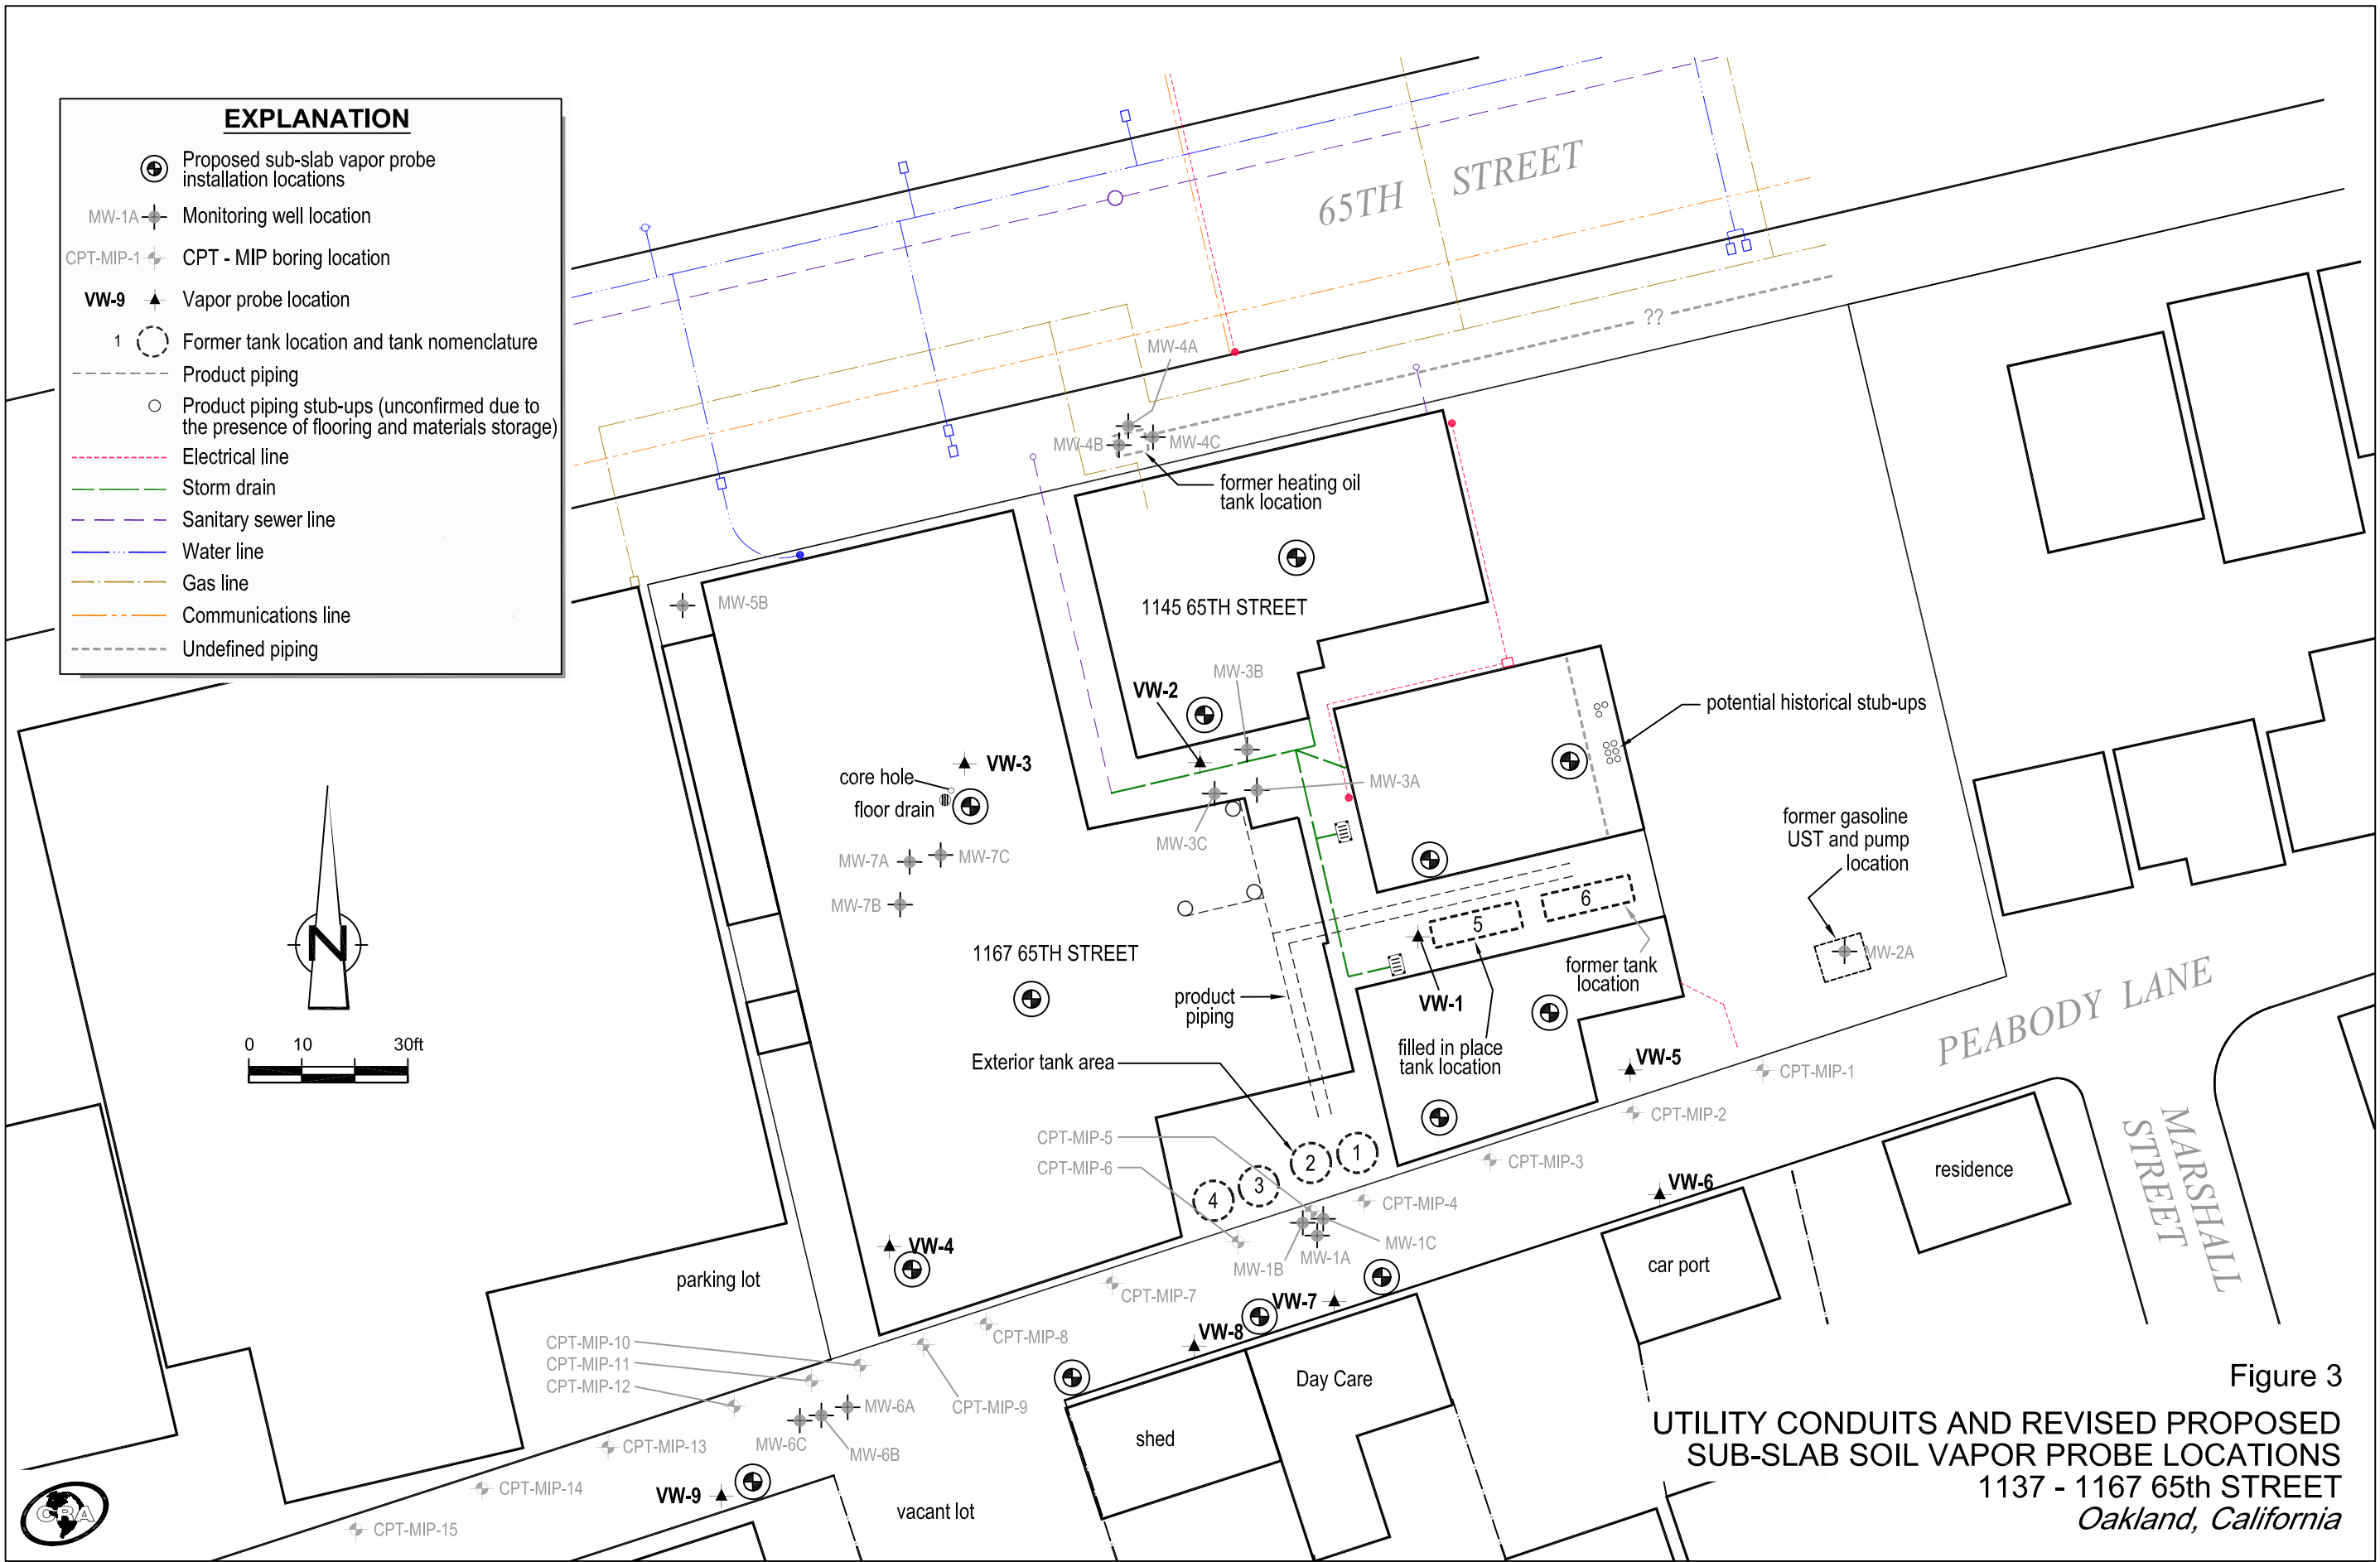 EXPLANATION
Proposed sub-slab vapor probe
installation locations
MW-1A
Monitoring well location
CPT-MIP-1
CPT - MIP boring location
VW-9
Vapor probe location
1
Former tank location and tank nomenclature
Product piping
Product piping stub-ups (unconfirmed due to
the presence of flooring and materials storage)
Electrical line
Storm drain
Sanitary sewer line
Water line
Gas line
Communications line
Undefined piping
65TH STREET
??
MW-4A
MW-4B
MW-4C
former heating oil
tank location
MW-5B
1145 65TH STREET
VW-2
MW-3B
potential historical stub-ups
VW-3
core hole
floor drain
MW-3A
MW-3C
MW-7A
MW-7C
MW-7B
former gasoline
UST and pump
location
MW-2A
6
5
1167 65TH STREET
former tank
location
product
piping
VW-1
N
0 10 30ft
filled in place
tank location
Exterior tank area
VW-5
CPT-MIP-1
CPT-MIP-2
PEABODY LANE
MARSHALL
STREET
CPT-MIP-5
CPT-MIP-6
2
1
3
4
CPT-MIP-3
residence
VW-6
CPT-MIP-4
MW-1C
MW-1A
MW-1B
VW-4
parking lot
car port
CPT-MIP-7
VW-7
VW-8
CPT-MIP-8
CPT-MIP-10
CPT-MIP-11
CPT-MIP-12
CPT-MIP-9
MW-6A
MW-6C
MW-6B
Day Care
shed
CPT-MIP-13
CPT-MIP-14
VW-9
vacant lot
CPT-MIP-15
CRA
Figure 3
UTILITY CONDUITS AND REVISED PROPOSED
SUB-SLAB SOIL VAPOR PROBE LOCATIONS
1137 - 1167 65th STREET
Oakland, California